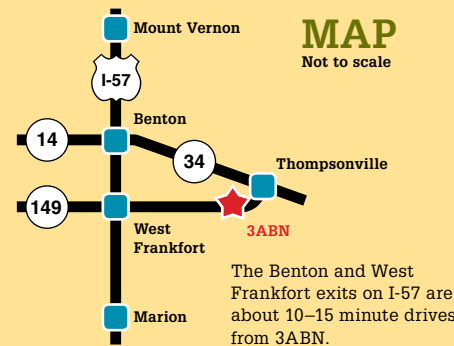 Mount Vernon
MAP
Not to scale
I-57
Benton
14
34
Thompsonville
149
3ABN
West
Frankfort
The Benton and West
Frankfort exits on I-57 are
about 10–15 minute drives
from 3ABN.
Marion